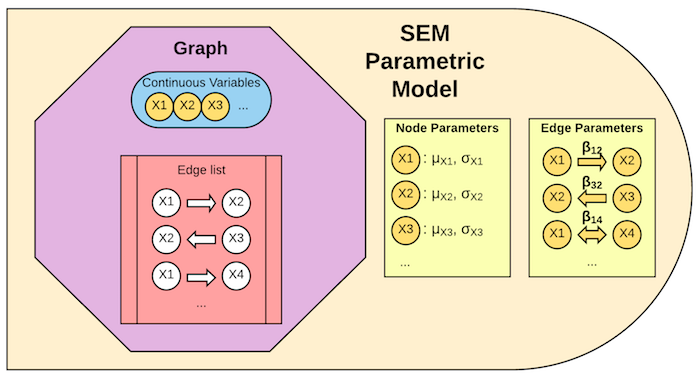 Graph
Continuous Variables
X1 X2 X3 ...
Edge list
X1 X2
X2 X3
X1 X4
...
SEM
Parametric
Model
Node Parameters
X1 : μX1, σX1
X2 : μX2, σX2
X3 : μX3, σX3
...
Edge Parameters
β12
X1 X2
β32
X2 X3
β14
X1 X4
...